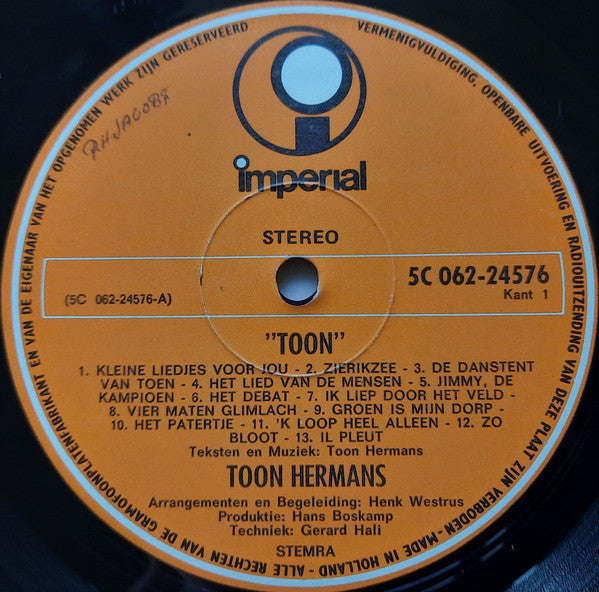 ALLE RECHTEN VAN DE GRAMOFOONPLATENFABRIKANT EN VAN DE EIGENAAR VAN HET OPGENOMEN WERK ZIJN GERESERVEERD
VERMENIGVULDIGING, OPENBARE UITVOERING EN RADIOUITZENDING VAN DEZE PLAAT ZIJN VERBODEN - MADE IN HOLLAND -
RHJACOBS
imperial
STEREO
5C 062-24576
(5C 062-24576-A)
Kant 1
"TOON"
1. KLEINE LIEDJES VOOR JOU - 2. ZIERIKZEE - 3. DE DANSTENT
VAN TOEN - 4. HET LIED VAN DE MENSEN - 5. JIMMY, DE
KAMPIOEN - 6. HET DEBAT - 7. IK LIEP DOOR HET VELD -
8. VIER MATEN GLIMLACH - 9. GROEN IS MIJN DORP -
10. HET PATERTJE - 11. 'K LOOP HEEL ALLEEN - 12. ZO
BLOOT - 13. IL PLEUT
Teksten en Muziek: Toon Hermans
TOON HERMANS
Arrangementen en Begeleiding: Henk Westrus
Produktie: Hans Boskamp
Techniek: Gerard Hali
STEMRA